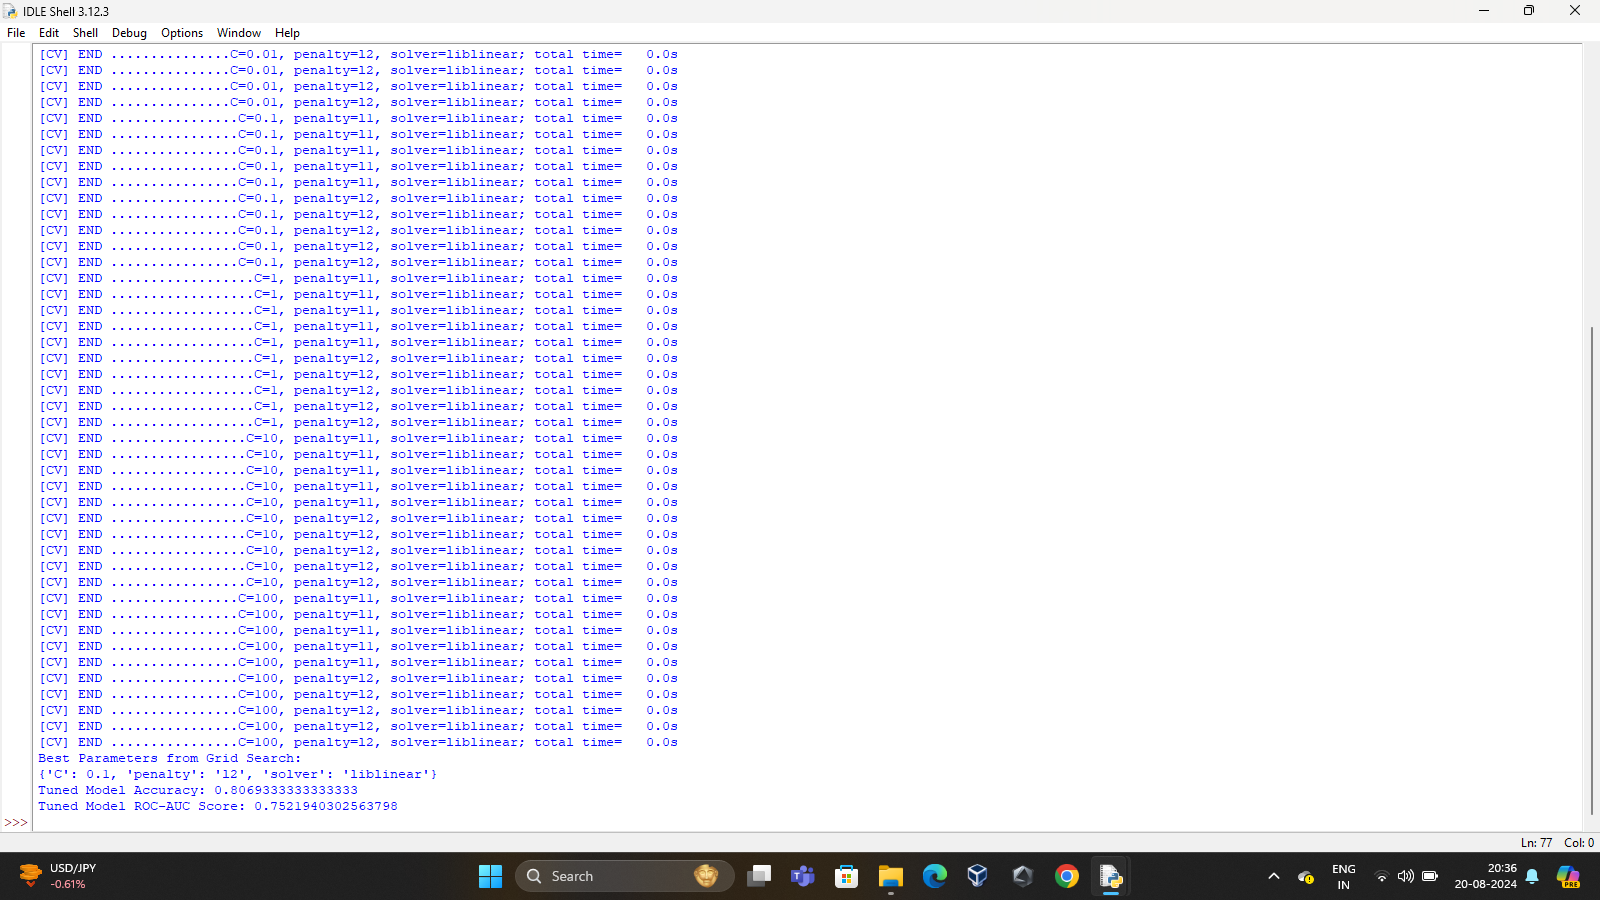 IDLE Shell 3.12.3
File Edit Shell Debug Options Window Help
[CV] END ...............C=0.01, penalty=l2, solver=liblinear; total time=   0.0s
[CV] END ...............C=0.01, penalty=l2, solver=liblinear; total time=   0.0s
[CV] END ...............C=0.01, penalty=l2, solver=liblinear; total time=   0.0s
[CV] END ...............C=0.01, penalty=l2, solver=liblinear; total time=   0.0s
[CV] END ................C=0.1, penalty=l1, solver=liblinear; total time=   0.0s
[CV] END ................C=0.1, penalty=l1, solver=liblinear; total time=   0.0s
[CV] END ................C=0.1, penalty=l1, solver=liblinear; total time=   0.0s
[CV] END ................C=0.1, penalty=l1, solver=liblinear; total time=   0.0s
[CV] END ................C=0.1, penalty=l1, solver=liblinear; total time=   0.0s
[CV] END ................C=0.1, penalty=l2, solver=liblinear; total time=   0.0s
[CV] END ................C=0.1, penalty=l2, solver=liblinear; total time=   0.0s
[CV] END ................C=0.1, penalty=l2, solver=liblinear; total time=   0.0s
[CV] END ................C=0.1, penalty=l2, solver=liblinear; total time=   0.0s
[CV] END ................C=0.1, penalty=l2, solver=liblinear; total time=   0.0s
[CV] END ..................C=1, penalty=l1, solver=liblinear; total time=   0.0s
[CV] END ..................C=1, penalty=l1, solver=liblinear; total time=   0.0s
[CV] END ..................C=1, penalty=l1, solver=liblinear; total time=   0.0s
[CV] END ..................C=1, penalty=l1, solver=liblinear; total time=   0.0s
[CV] END ..................C=1, penalty=l1, solver=liblinear; total time=   0.0s
[CV] END ..................C=1, penalty=l2, solver=liblinear; total time=   0.0s
[CV] END ..................C=1, penalty=l2, solver=liblinear; total time=   0.0s
[CV] END ..................C=1, penalty=l2, solver=liblinear; total time=   0.0s
[CV] END ..................C=1, penalty=l2, solver=liblinear; total time=   0.0s
[CV] END ..................C=1, penalty=l2, solver=liblinear; total time=   0.0s
[CV] END .................C=10, penalty=l1, solver=liblinear; total time=   0.0s
[CV] END .................C=10, penalty=l1, solver=liblinear; total time=   0.0s
[CV] END .................C=10, penalty=l1, solver=liblinear; total time=   0.0s
[CV] END .................C=10, penalty=l1, solver=liblinear; total time=   0.0s
[CV] END .................C=10, penalty=l1, solver=liblinear; total time=   0.0s
[CV] END .................C=10, penalty=l2, solver=liblinear; total time=   0.0s
[CV] END .................C=10, penalty=l2, solver=liblinear; total time=   0.0s
[CV] END .................C=10, penalty=l2, solver=liblinear; total time=   0.0s
[CV] END .................C=10, penalty=l2, solver=liblinear; total time=   0.0s
[CV] END .................C=10, penalty=l2, solver=liblinear; total time=   0.0s
[CV] END ................C=100, penalty=l1, solver=liblinear; total time=   0.0s
[CV] END ................C=100, penalty=l1, solver=liblinear; total time=   0.0s
[CV] END ................C=100, penalty=l1, solver=liblinear; total time=   0.0s
[CV] END ................C=100, penalty=l1, solver=liblinear; total time=   0.0s
[CV] END ................C=100, penalty=l1, solver=liblinear; total time=   0.0s
[CV] END ................C=100, penalty=l2, solver=liblinear; total time=   0.0s
[CV] END ................C=100, penalty=l2, solver=liblinear; total time=   0.0s
[CV] END ................C=100, penalty=l2, solver=liblinear; total time=   0.0s
[CV] END ................C=100, penalty=l2, solver=liblinear; total time=   0.0s
[CV] END ................C=100, penalty=l2, solver=liblinear; total time=   0.0s
Best Parameters from Grid Search:
{'C': 0.1, 'penalty': 'l2', 'solver': 'liblinear'}
Tuned Model Accuracy: 0.8069333333333333
Tuned Model ROC-AUC Score: 0.7521940302563798
>>>
Ln: 77 Col: 0
USD/JPY
-0.61%
Search
ENG
IN
20:36
20-08-2024
PRE